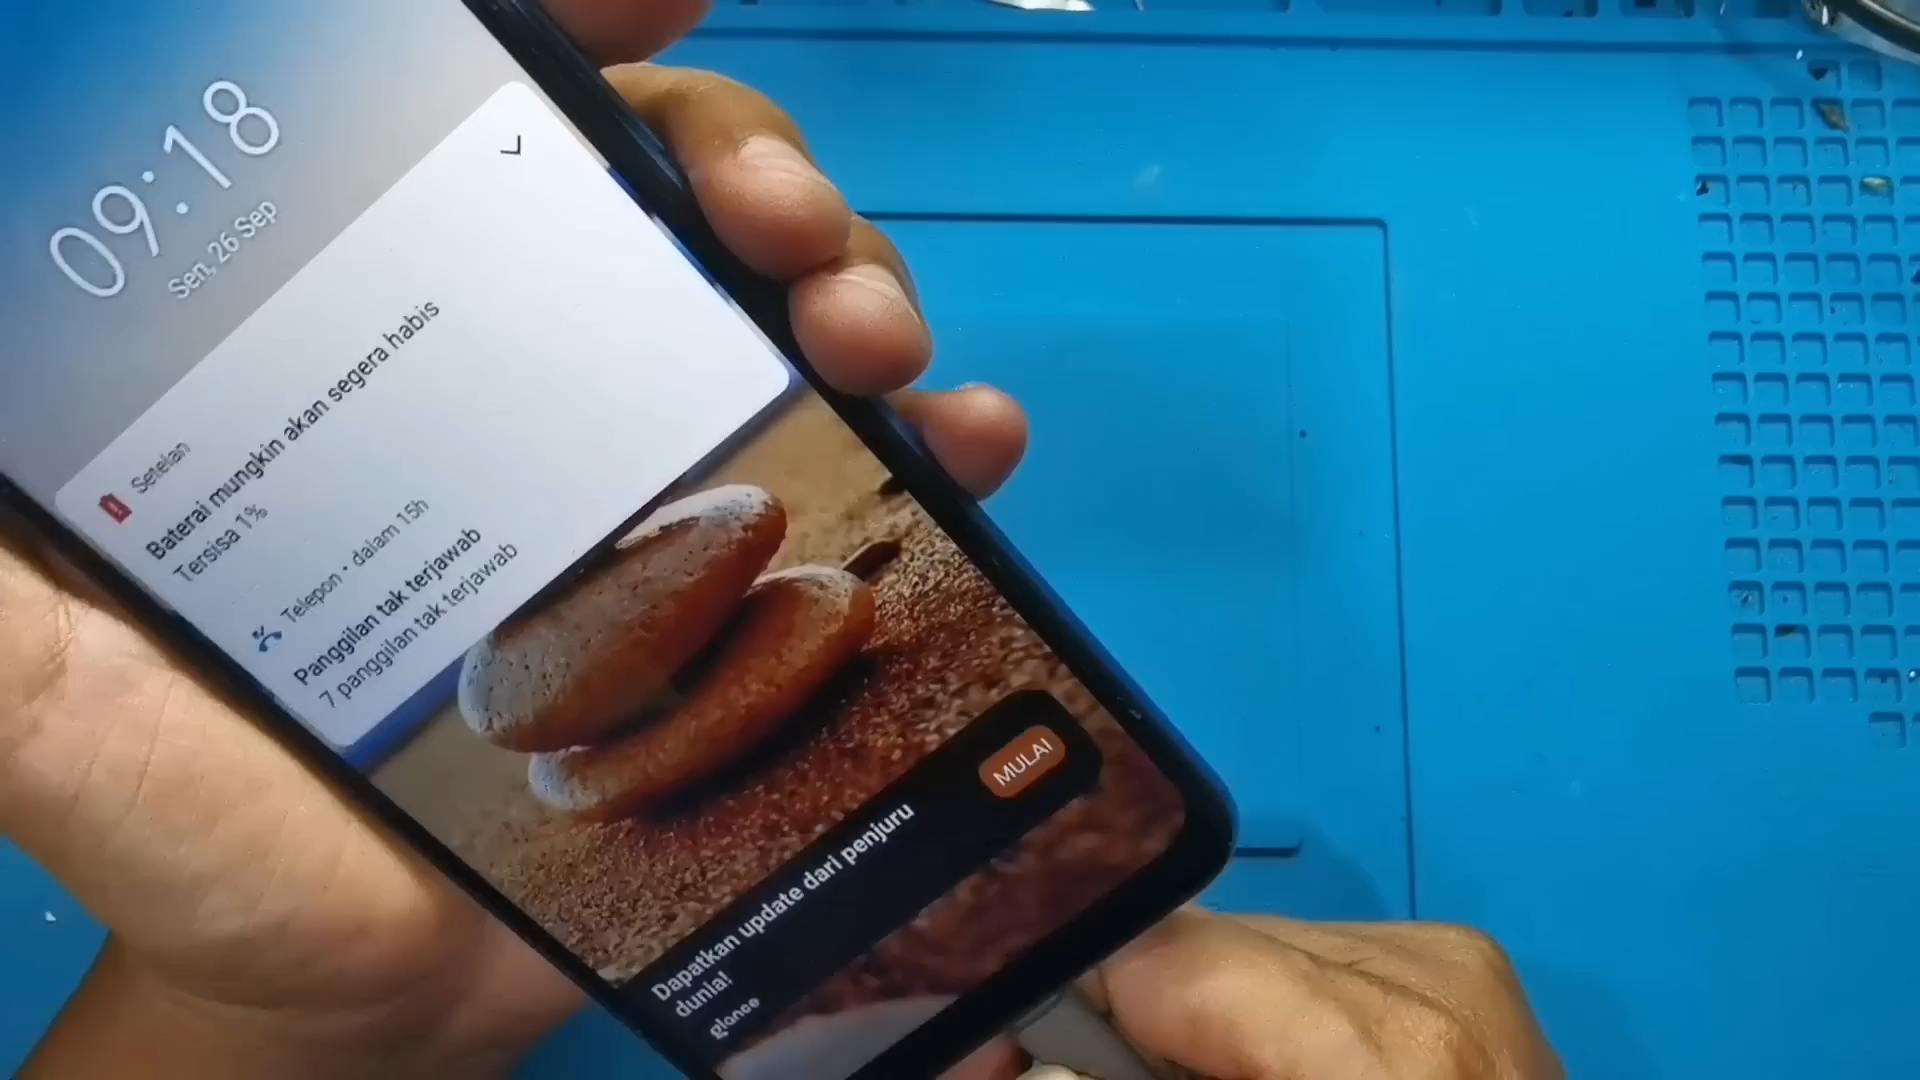 09:18
Sen, 26 Sep
Setelan
Baterai mungkin akan segera habis
Tersisa 1%
Telepon • dalam 15h
Panggilan tak terjawab
7 panggilan tak terjawab
Dapatkan update dari penjuru
dunia!
glance
MULAI